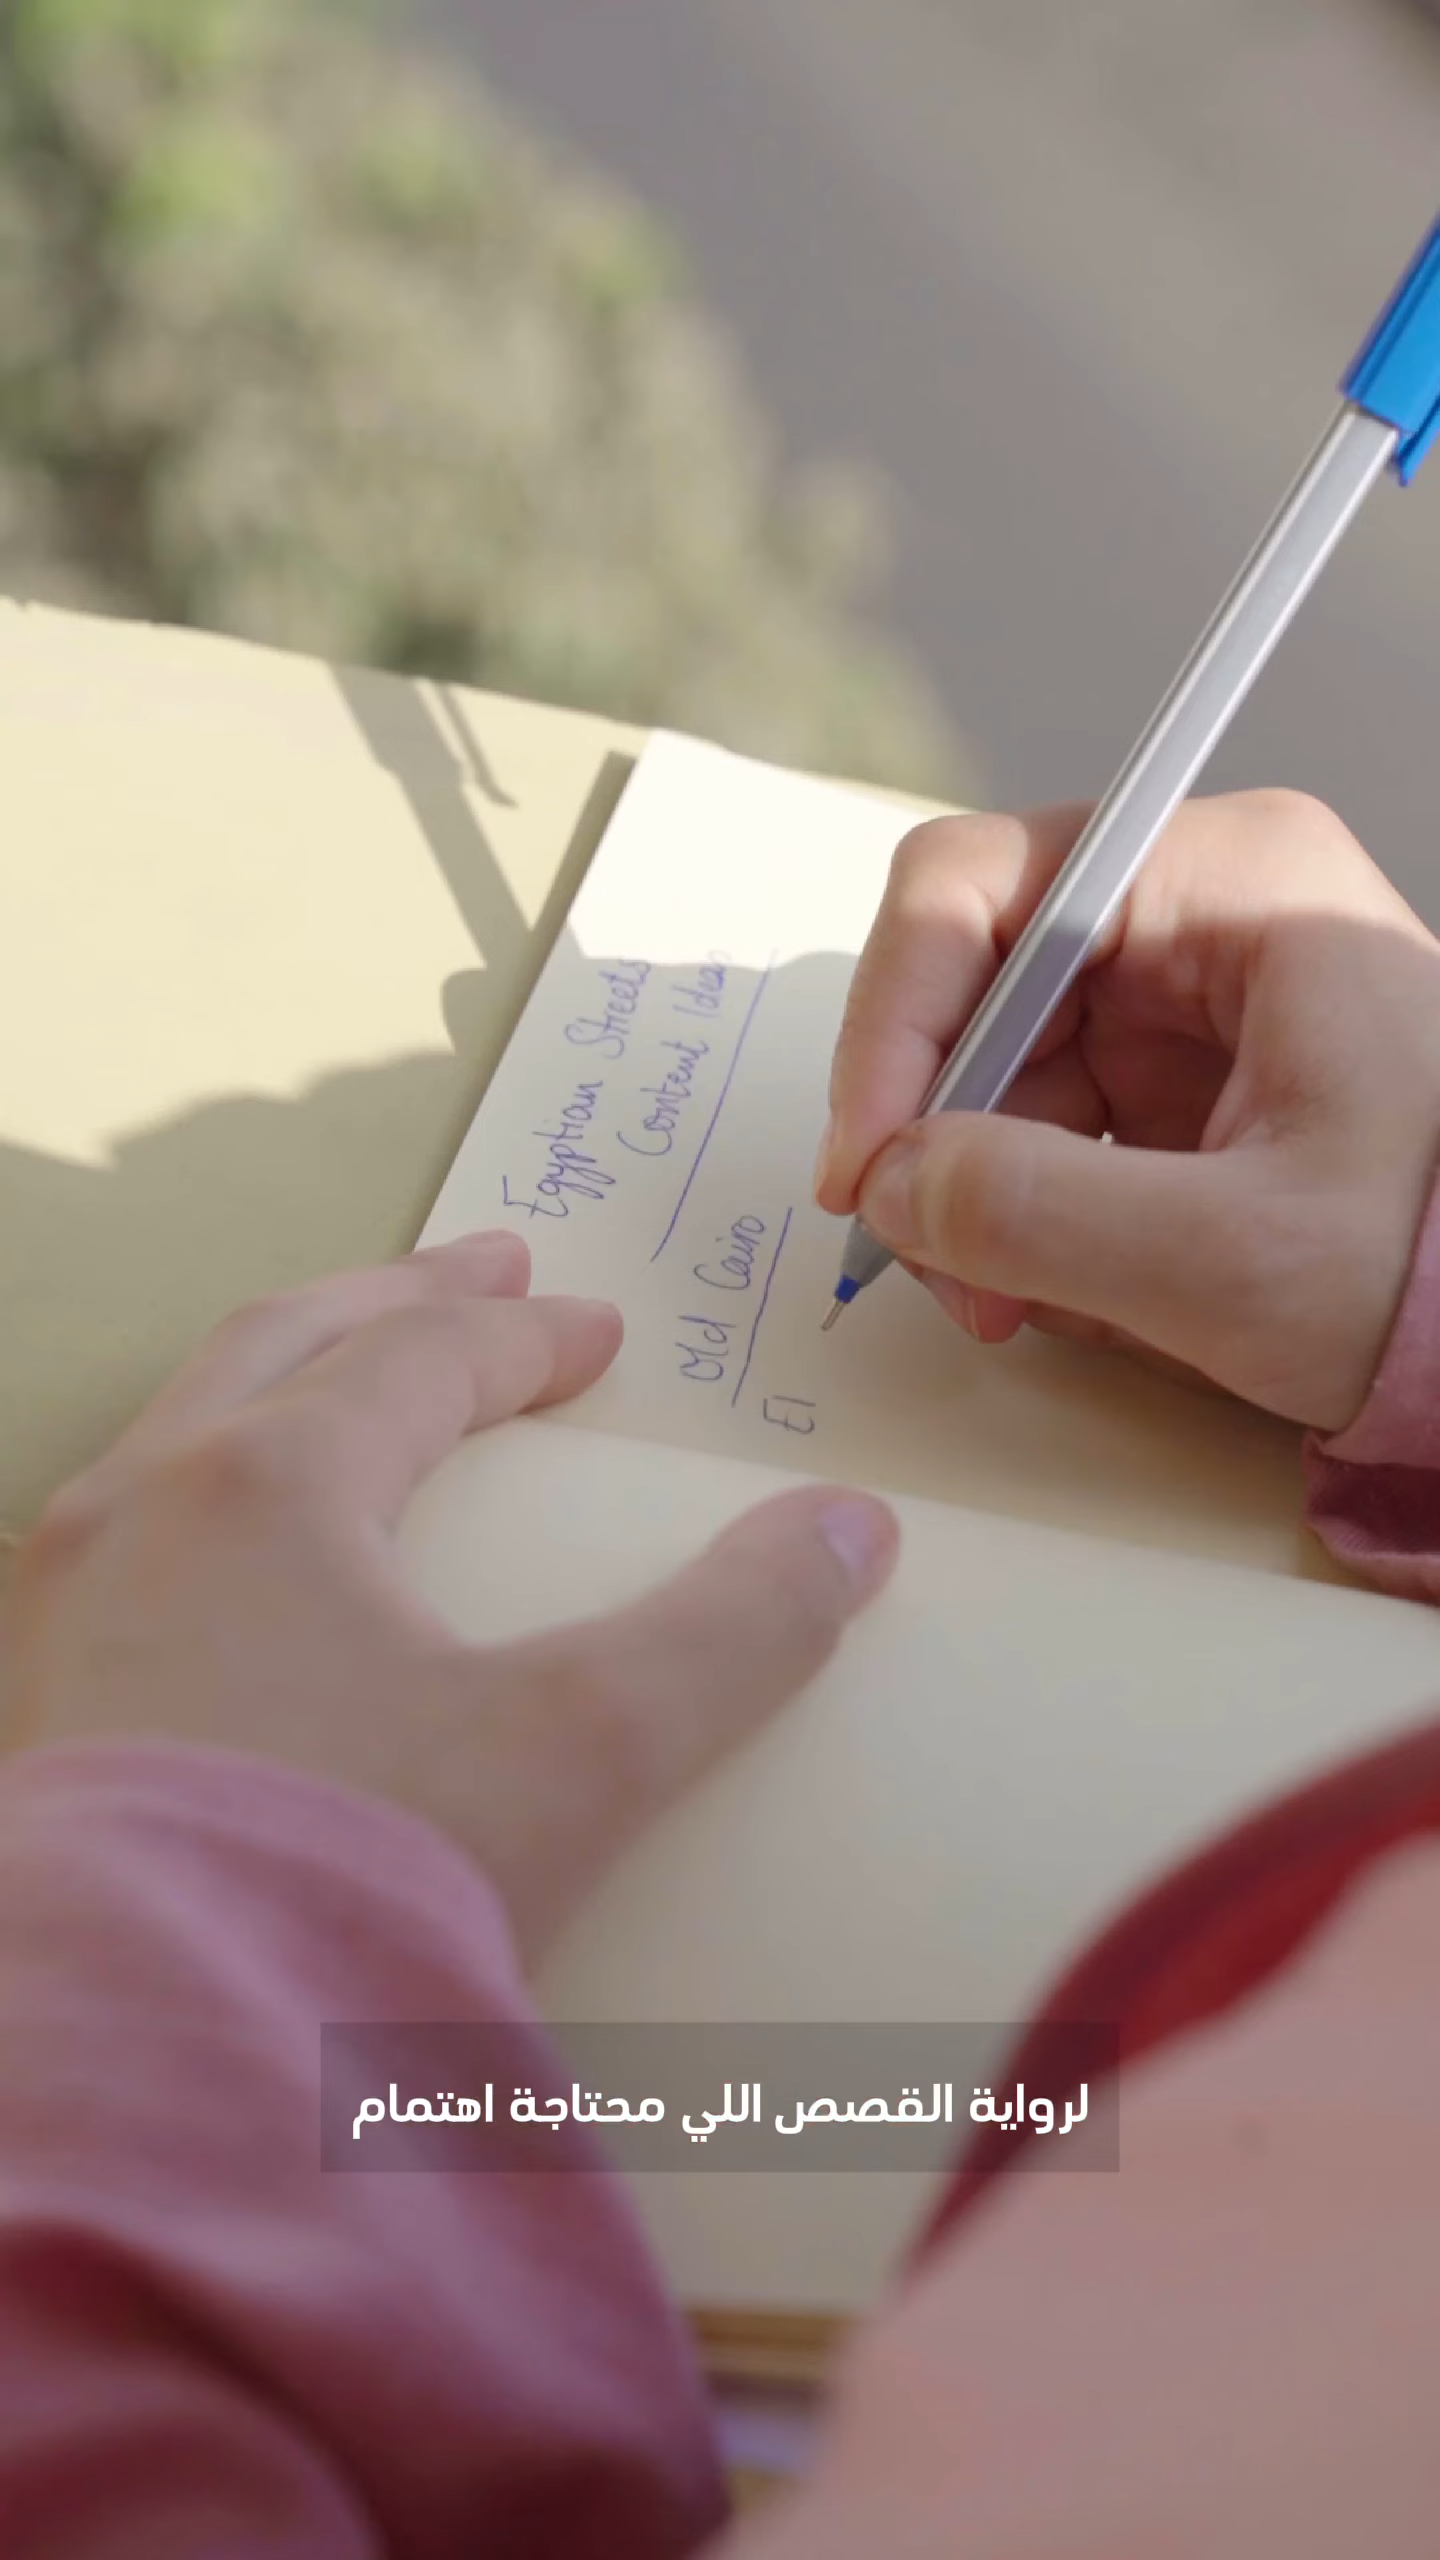 Egyptian Streets
Content Ideas
Old Cairo
El
لرواية القصص اللي محتاجة اهتمام